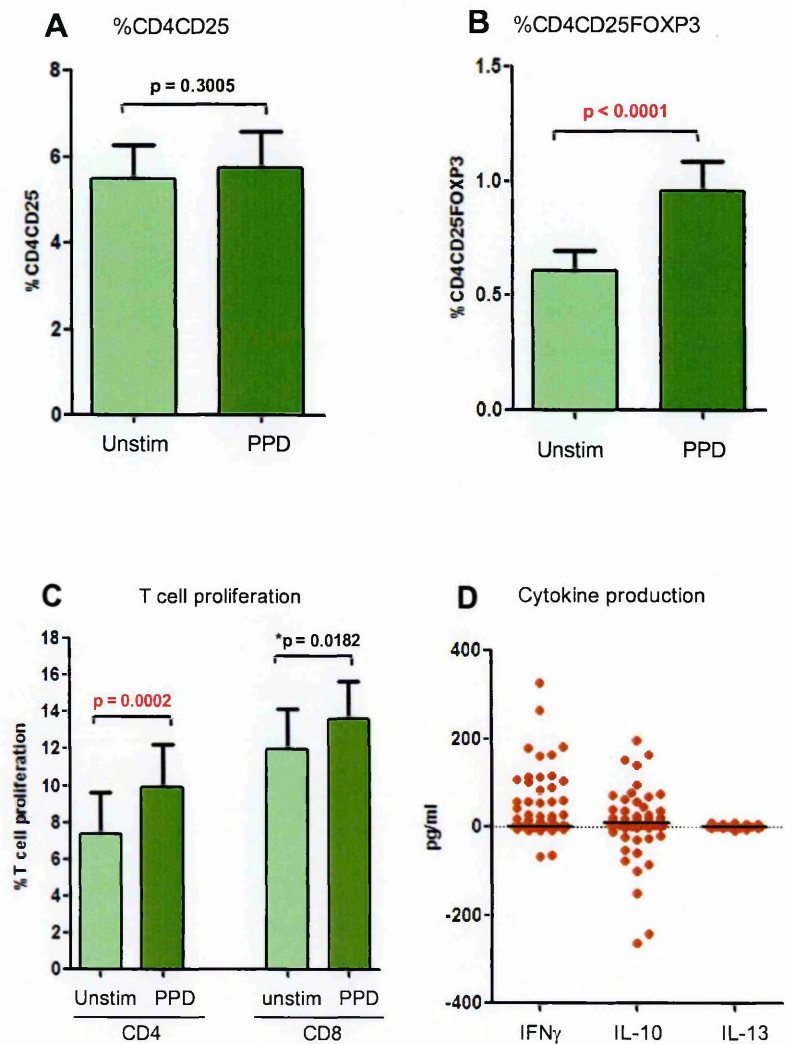 A %CD4CD25
8
6
4
2
0
%CD4CD25
p = 0.3005
Unstim PPD
B %CD4CD25FOXP3
1.5
1.0
0.5
0.0
%CD4CD25FOXP3
p < 0.0001
Unstim PPD
C T cell proliferation
18
16
14
12
10
8
6
4
2
0
%T cell proliferation
p = 0.0002
*p = 0.0182
Unstim PPD unstim PPD
CD4 CD8
D Cytokine production
400
200
0
-200
-400
pg/ml
IFNγ IL-10 IL-13